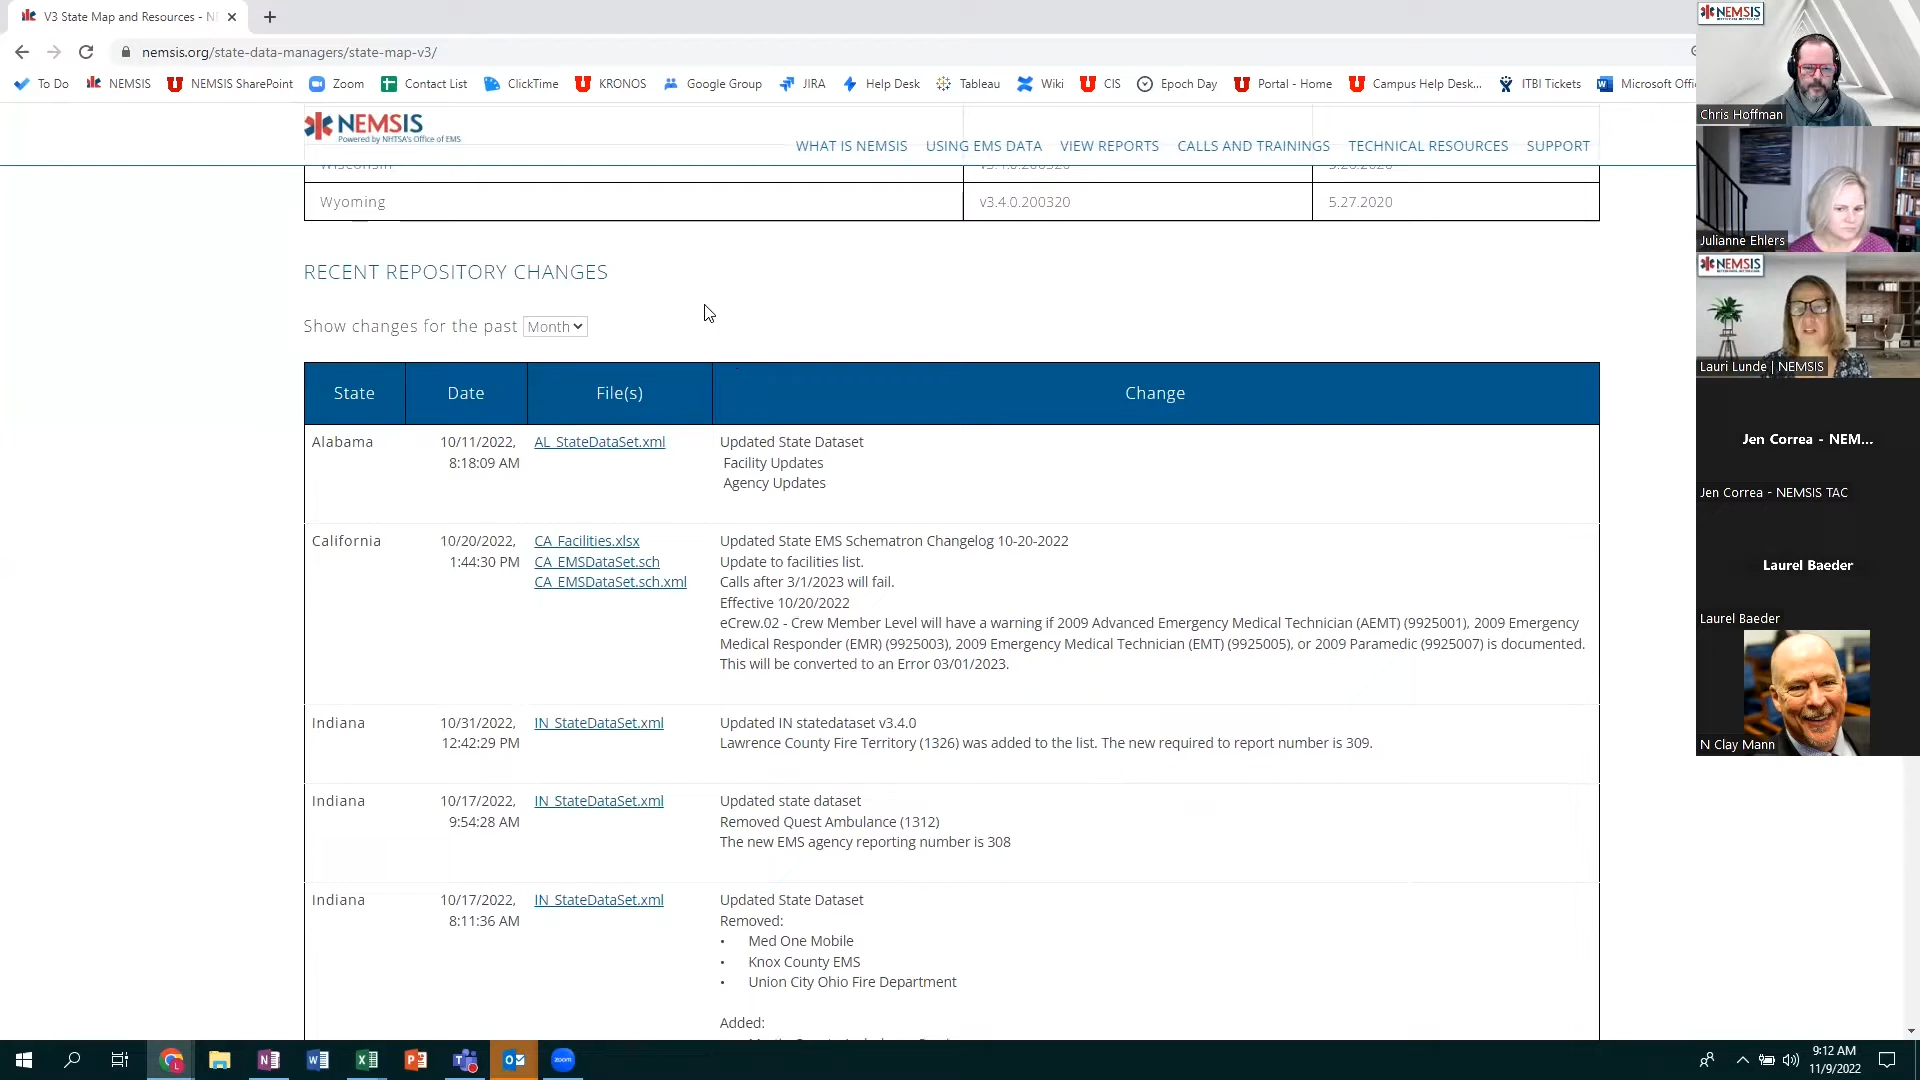 V3 State Map and Resources - N
nemsis.org/state-data-managers/state-map-v3/
To Do
NEMSIS
NEMSIS SharePoint
Zoom
Contact List
ClickTime
KRONOS
Google Group
JIRA
Help Desk
Tableau
Wiki
CIS
Epoch Day
Portal - Home
Campus Help Desk...
ITBI Tickets
Microsoft Offic
NEMSIS
Powered by NHTSA's Office of EMS
WHAT IS NEMSIS USING EMS DATA VIEW REPORTS CALLS AND TRAININGS TECHNICAL RESOURCES SUPPORT
Wisconsin
Wyoming v3.4.0.200320 5.27.2020
RECENT REPOSITORY CHANGES
Show changes for the past Month
State Date File(s) Change
Alabama 10/11/2022, AL_StateDataSet.xml Updated State Dataset
8:18:09 AM Facility Updates
Agency Updates
California 10/20/2022, CA_Facilities.xlsx Updated State EMS Schematron Changelog 10-20-2022
1:44:30 PM CA_EMSDataSet.sch Update to facilities list.
CA_EMSDataSet.sch.xml Calls after 3/1/2023 will fail.
Effective 10/20/2022
eCrew.02 - Crew Member Level will have a warning if 2009 Advanced Emergency Medical Technician (AEMT) (9925001), 2009 Emergency
Medical Responder (EMR) (9925003), 2009 Emergency Medical Technician (EMT) (9925005), or 2009 Paramedic (9925007) is documented.
This will be converted to an Error 03/01/2023.
Indiana 10/31/2022, IN_StateDataSet.xml Updated IN statedataset v3.4.0
12:42:29 PM Lawrence County Fire Territory (1326) was added to the list. The new required to report number is 309.
Indiana 10/17/2022, IN_StateDataSet.xml Updated state dataset
9:54:28 AM Removed Quest Ambulance (1312)
The new EMS agency reporting number is 308
Indiana 10/17/2022, IN_StateDataSet.xml Updated State Dataset
8:11:36 AM Removed:
• Med One Mobile
• Knox County EMS
• Union City Ohio Fire Department
Added:
NEMSIS
Chris Hoffman
Julianne Ehlers
NEMSIS
Lauri Lunde | NEMSIS
Jen Correa - NEM...
Jen Correa - NEMSIS TAC
Laurel Baeder
Laurel Baeder
N Clay Mann
zoom
9:12 AM
11/9/2022